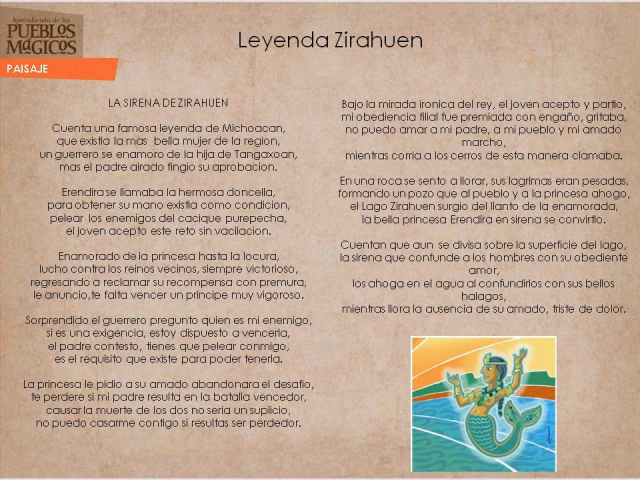 Aprendiendo de los
PUEBLOS
MÁGICOS
PAISAJE
Leyenda Zirahuen
LA SIRENA DE ZIRAHUEN
Cuenta una famosa leyenda de Michoacan,
que existia la mas bella mujer de la region,
un guerrero se enamoro de la hija de Tangaxoan,
mas el padre airado fingio su aprobacion.
Erendira se llamaba la hermosa doncella,
para obtener su mano existia como condicion,
pelear los enemigos del cacique purepecha,
el joven acepto este reto sin vacilacion.
Enamorado de la princesa hasta la locura,
lucho contra los reinos vecinos, siempre victorioso,
regresando a reclamar su recompensa con premura,
le anuncio,te falta vencer un principe muy vigoroso.
Sorprendido el guerrero pregunto quien es mi enemigo,
si es una exigencia, estoy dispuesto a vencerla,
el padre contesto, tienes que pelear conmigo,
es el requisito que existe para poder tenerla.
La princesa le pidio a su amado abandonara el desafio,
te perdere si mi padre resulta en la batalla vencedor,
causar la muerte de los dos no seria un suplicio,
no puedo casarme contigo si resultas ser perdedor.
Bajo la mirada ironica del rey, el joven acepto y partio,
mi obediencia filial fue premiada con engaño, gritaba,
no puedo amar a mi padre, a mi pueblo y mi amado
marcho,
mientras corria a los cerros de esta manera clamaba.
En una roca se sento a llorar, sus lagrimas eran pesadas,
formando un pozo que al pueblo y a la princesa ahogo,
el Lago Zirahuen surgio del llanto de la enamorada,
la bella princesa Erendira en sirena se convirtio.
Cuentan que aun se divisa sobre la superficie del lago,
la sirena que confunde a los hombres con su obediente
amor,
los ahoga en el agua al confundirlos con sus bellos
halagos,
mientras llora la ausencia de su amado, triste de dolor.